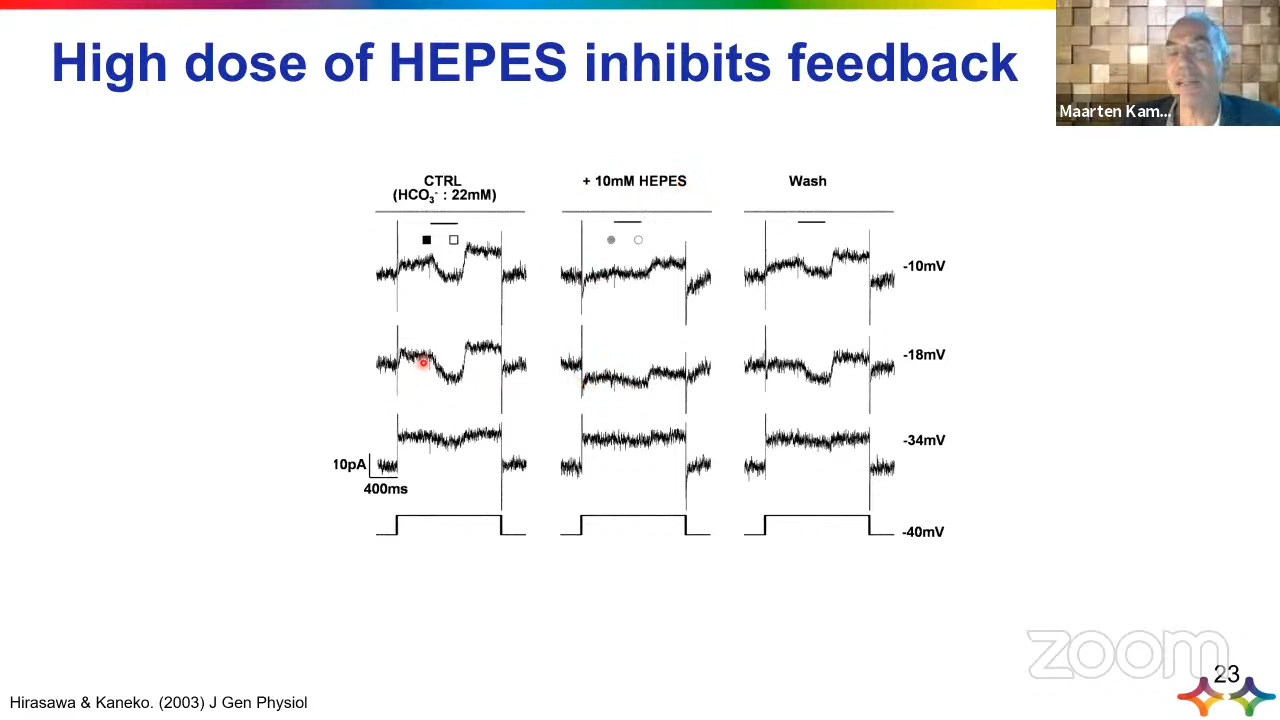 High dose of HEPES inhibits feedback
Maarten Kam...
CTRL
(HCO₃⁻ : 22mM)
+ 10mM HEPES
Wash
-10mV
-18mV
-34mV
10pA
400ms
-40mV
zoom
23
Hirasawa & Kaneko. (2003) J Gen Physiol